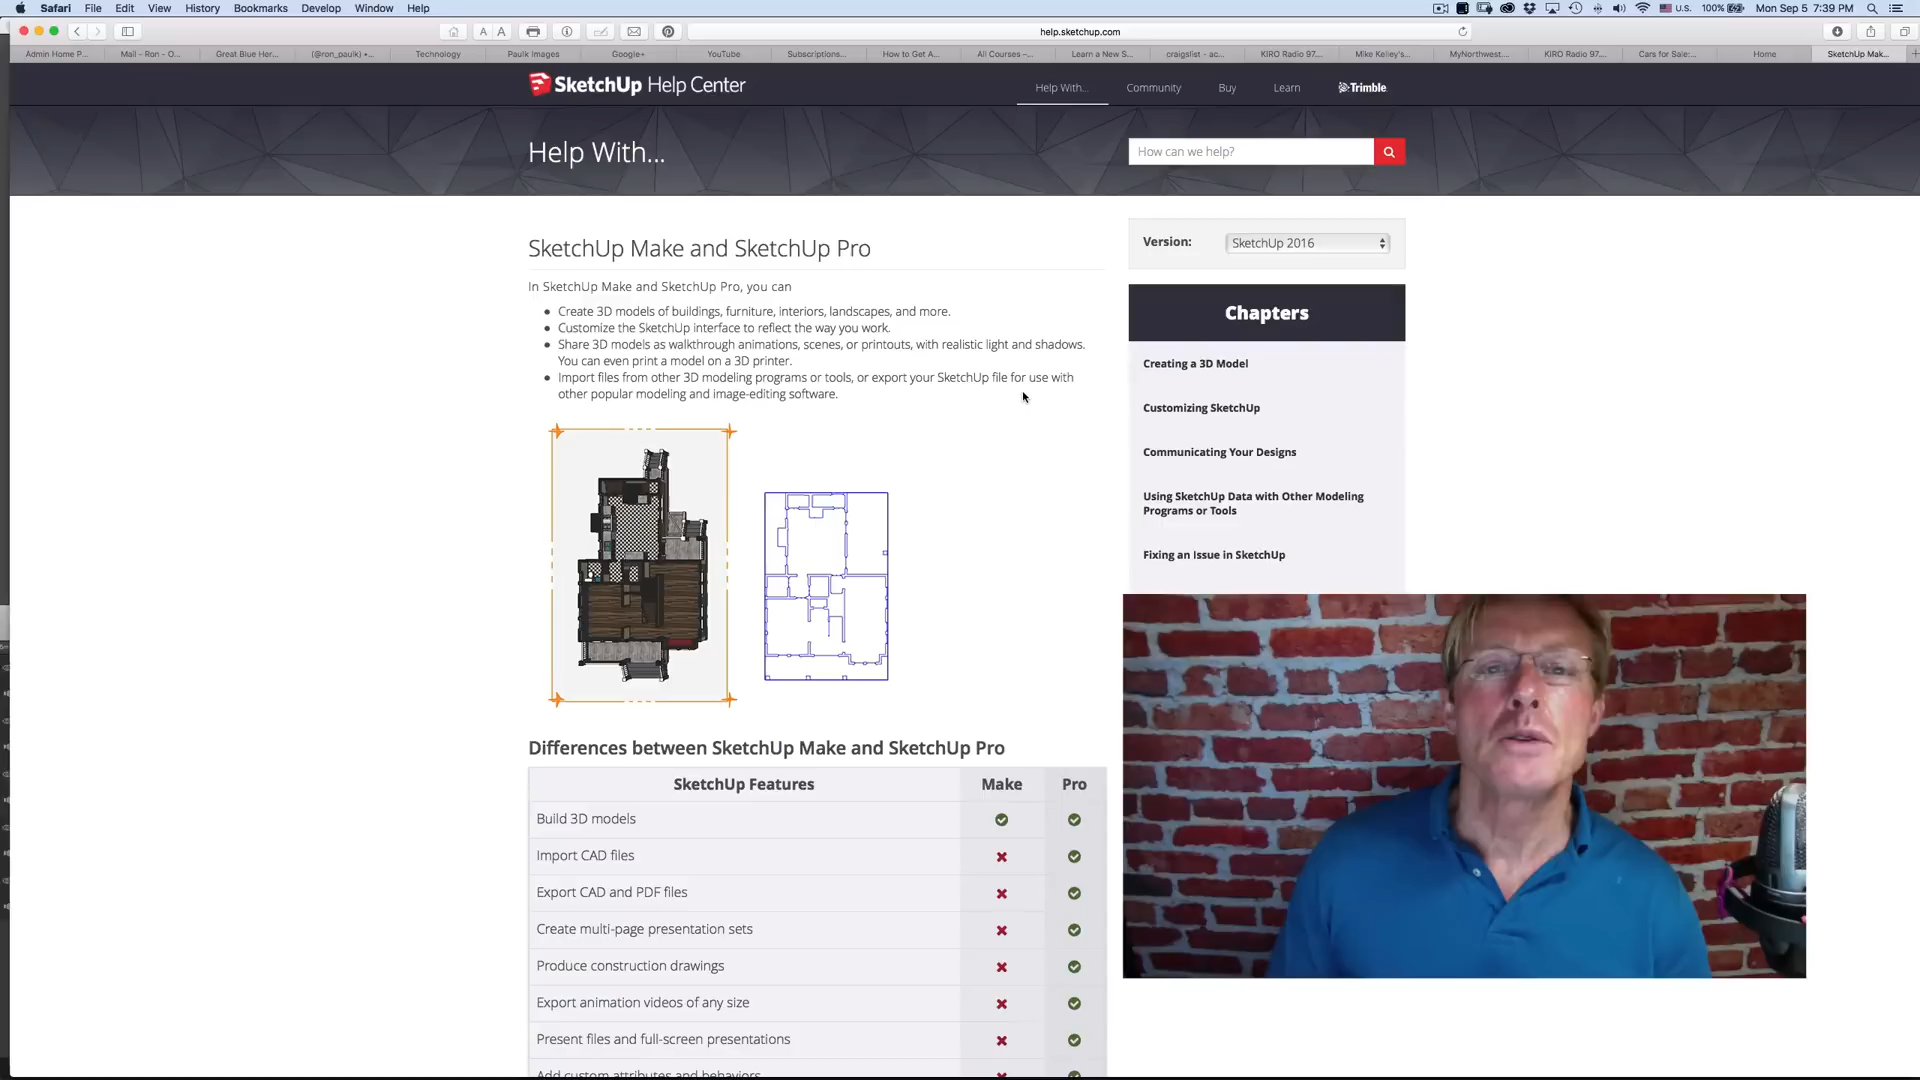 Safari File Edit View History Bookmarks Develop Window Help
U.S. 100% Mon Sep 5 7:39 PM
A A
help.sketchup.com
Admin Home P... Mail – Ron – O... Great Blue Her... (@ron_paulk) •... Technology Paulk Images Google+ YouTube Subscriptions... How to Get A... All Courses –... Learn a New S... craigslist – ac... KIRO Radio 97.... Mike Kelley's... MyNorthwest.... KIRO Radio 97.... Cars for Sale:... Home SketchUp Mak...
SketchUp Help Center
Help With... Community Buy Learn Trimble
Help With...
How can we help?
SketchUp Make and SketchUp Pro
In SketchUp Make and SketchUp Pro, you can
Create 3D models of buildings, furniture, interiors, landscapes, and more.
Customize the SketchUp interface to reflect the way you work.
Share 3D models as walkthrough animations, scenes, or printouts, with realistic light and shadows.
You can even print a model on a 3D printer.
Import files from other 3D modeling programs or tools, or export your SketchUp file for use with
other popular modeling and image-editing software.
Version: SketchUp 2016
Chapters
Creating a 3D Model
Customizing SketchUp
Communicating Your Designs
Using SketchUp Data with Other Modeling
Programs or Tools
Fixing an Issue in SketchUp
Differences between SketchUp Make and SketchUp Pro
SketchUp Features Make Pro
Build 3D models
Import CAD files
Export CAD and PDF files
Create multi-page presentation sets
Produce construction drawings
Export animation videos of any size
Present files and full-screen presentations
Add custom attributes and behaviors